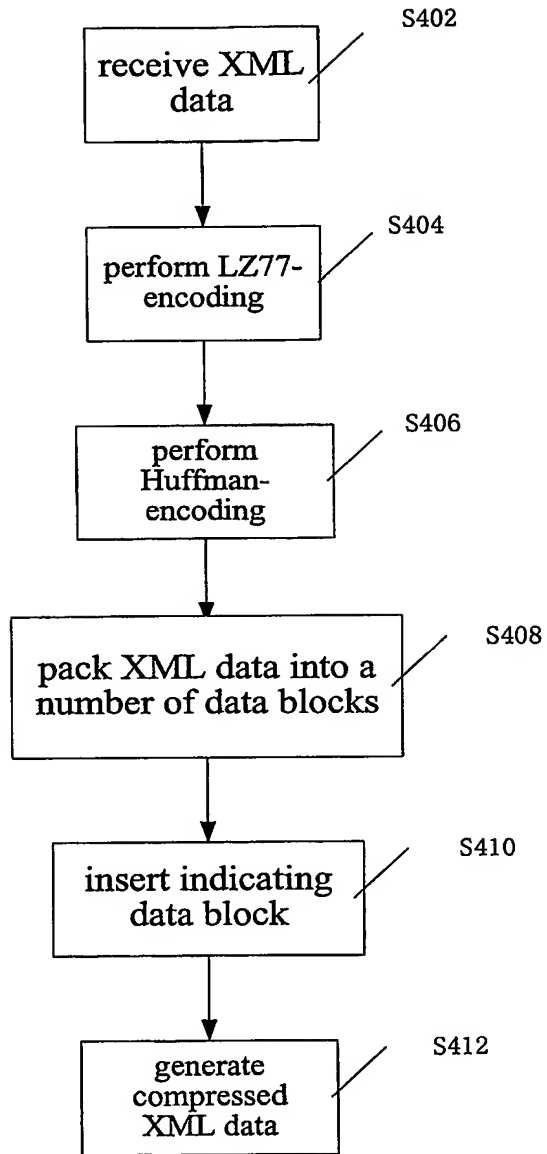 S402
receive XML
data
S404
perform LZ77-
encoding
S406
perform
Huffman-
encoding
S408
pack XML data into a
number of data blocks
S410
insert indicating
data block
S412
generate
compressed
XML data